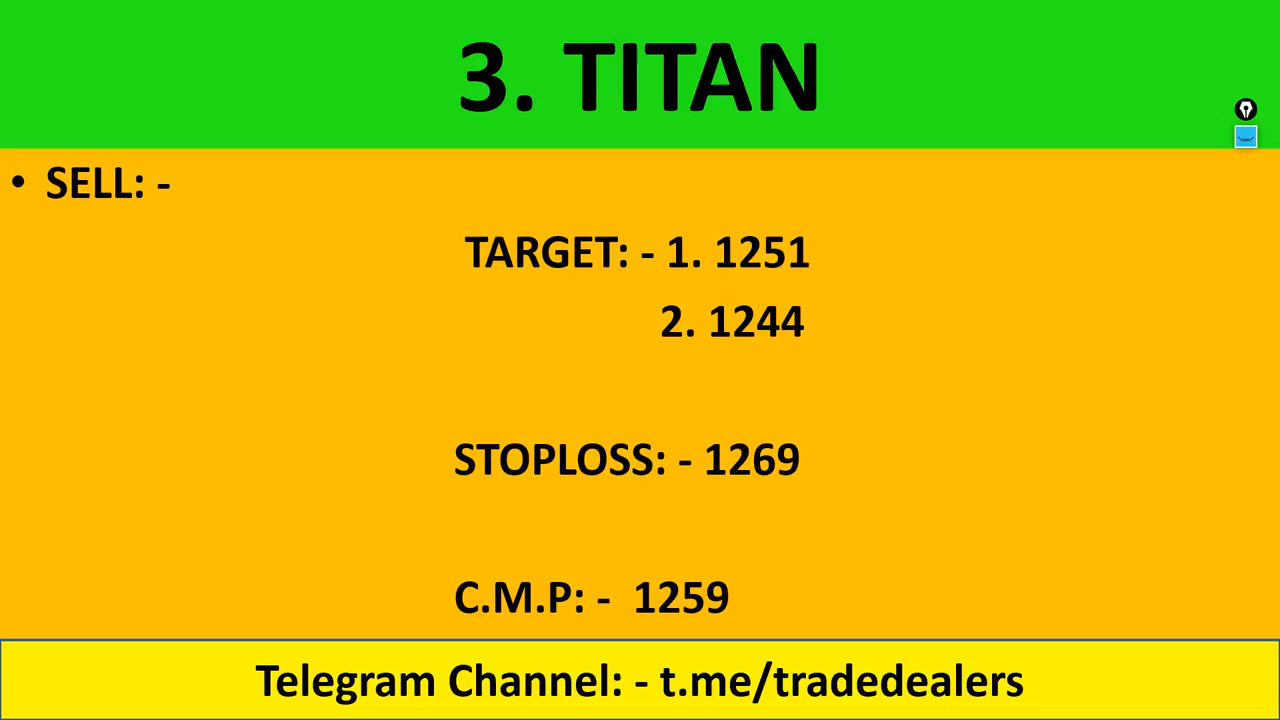 3. TITAN
• SELL: -
TARGET: - 1. 1251
2. 1244
STOPLOSS: - 1269
C.M.P: - 1259
Telegram Channel: - t.me/tradedealers